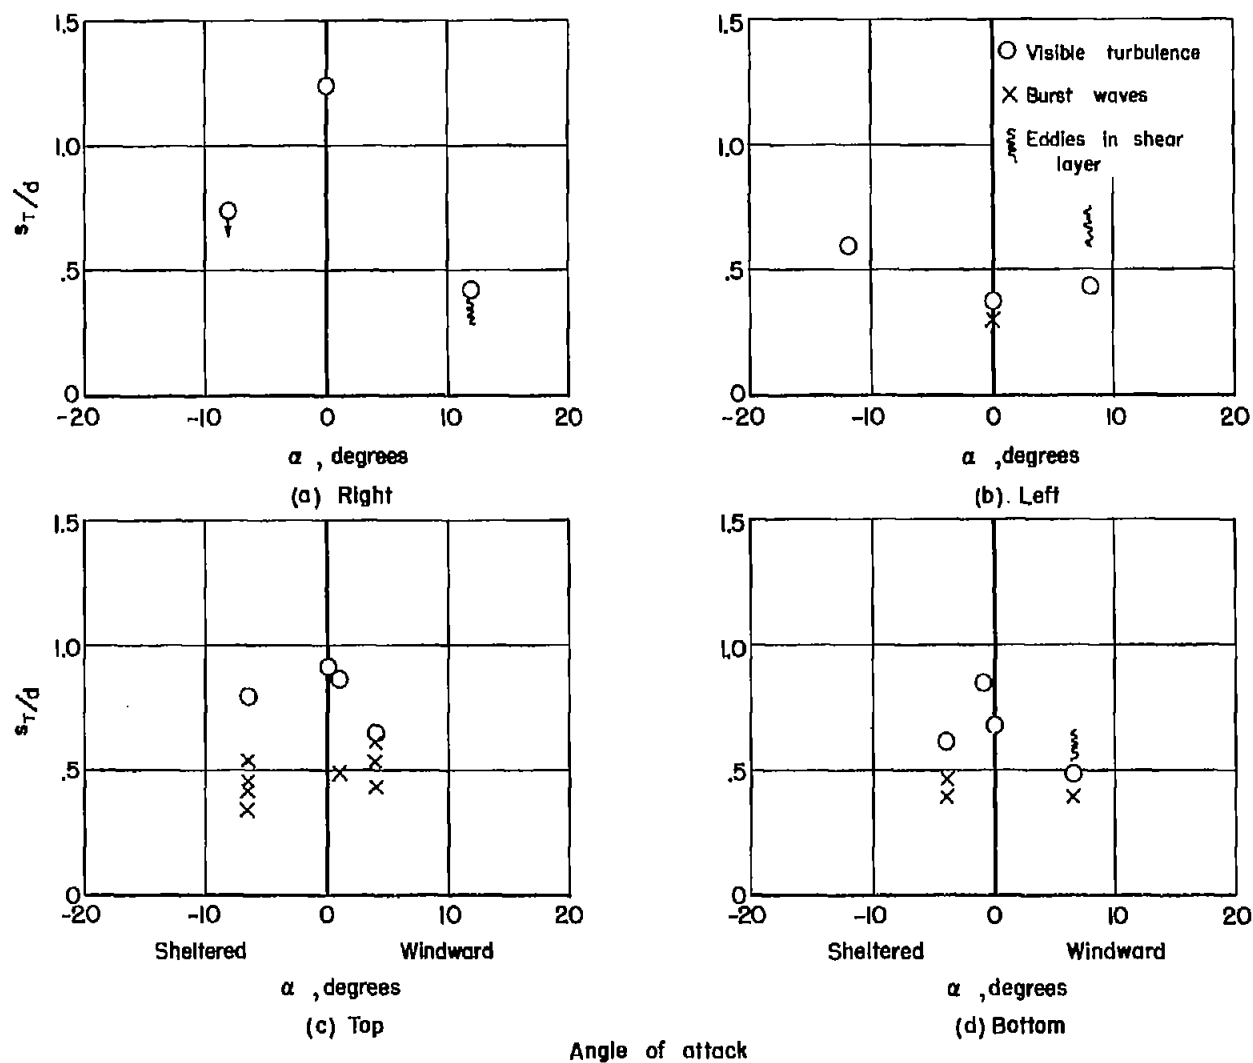 1.5
1.0
.5
0
sT/d
-20 -10 0 10 20
α , degrees
(a) Right
1.5
1.0
.5
0
○ Visible turbulence
× Burst waves
Eddies in shear
layer
-20 -10 0 10 20
α ,degrees
(b). Left
1.5
1.0
.5
0
sT/d
-20 -10 0 10 20
Sheltered Windward
α ,degrees
(c) Top
1.5
1.0
.5
0
-20 -10 0 10 20
Sheltered Windward
α ,degrees
(d) Bottom
Angle of attack